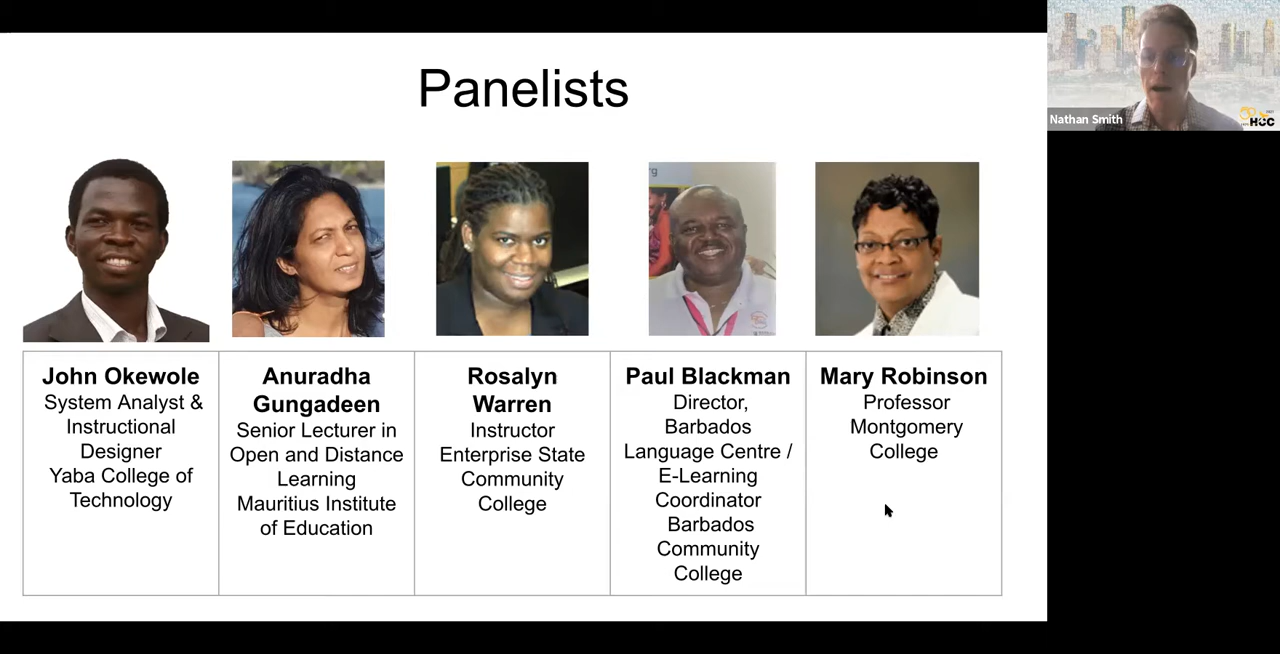 Panelists
Nathan Smith
HCC
rg
John Okewole
System Analyst &
Instructional
Designer
Yaba College of
Technology
Anuradha
Gungadeen
Senior Lecturer in
Open and Distance
Learning
Mauritius Institute
of Education
Rosalyn
Warren
Instructor
Enterprise State
Community
College
Paul Blackman
Director,
Barbados
Language Centre /
E-Learning
Coordinator
Barbados
Community
College
Mary Robinson
Professor
Montgomery
College